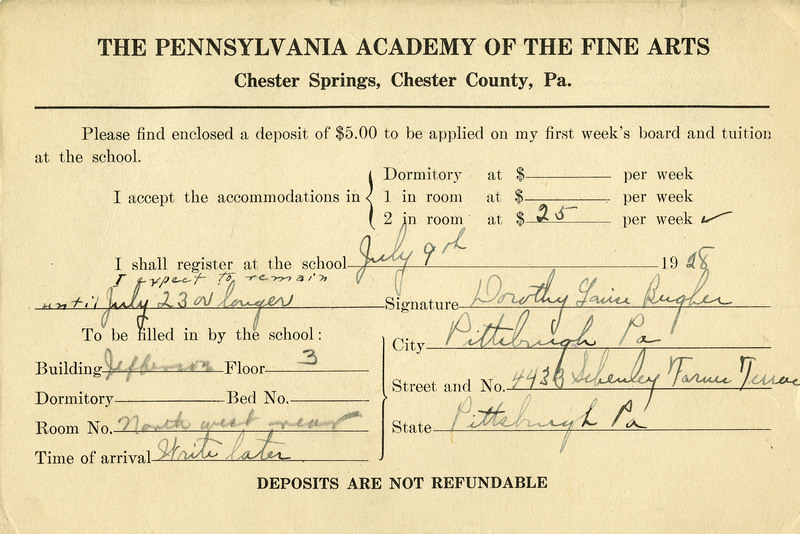 THE PENNSYLVANIA ACADEMY OF THE FINE ARTS
Chester Springs, Chester County, Pa.
Please find enclosed a deposit of $5.00 to be applied on my first week's board and tuition
at the school.
I accept the accommodations in
Dormitory at $ per week
1 in room at $ per week
2 in room at $ 25 per week ✓
I shall register at the school July 9th 1928
I expect to remain
until July 23 or longer
Signature Dorothy Louise Bugher
To be filled in by the school:
City Pittsburgh Pa
Building Jefferson Floor 3
Street and No. 4433 Schenley Farms Terrace
Dormitory Bed No.
Room No. North west rear
State Pittsburgh Pa
Time of arrival Write later
DEPOSITS ARE NOT REFUNDABLE